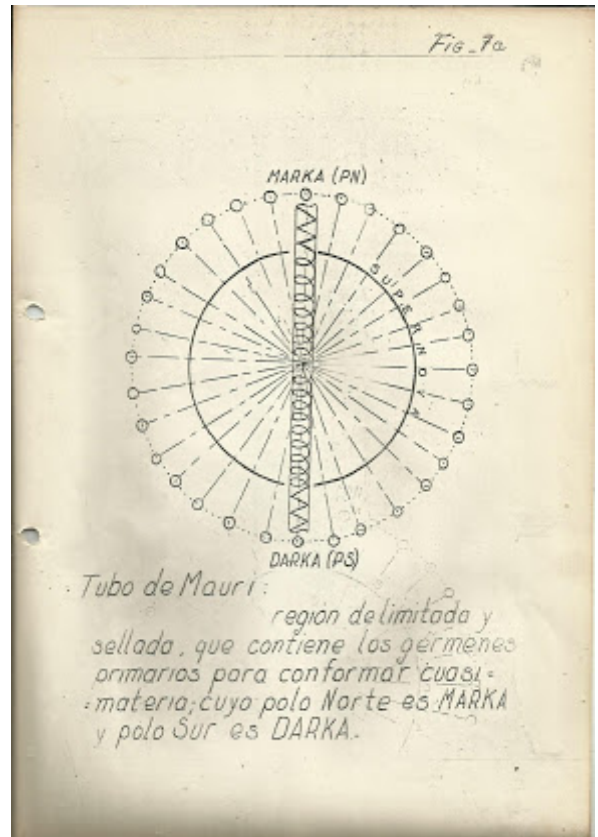 Fig_7a
MARKA (PN)
SUPERNOVA
DARKA (PS)
Tubo de Mauri:
región delimitada y
sellada, que contiene los gérmenes
primarios para conformar cuasi-
-materia; cuyo polo Norte es MARKA
y polo Sur es DARKA.